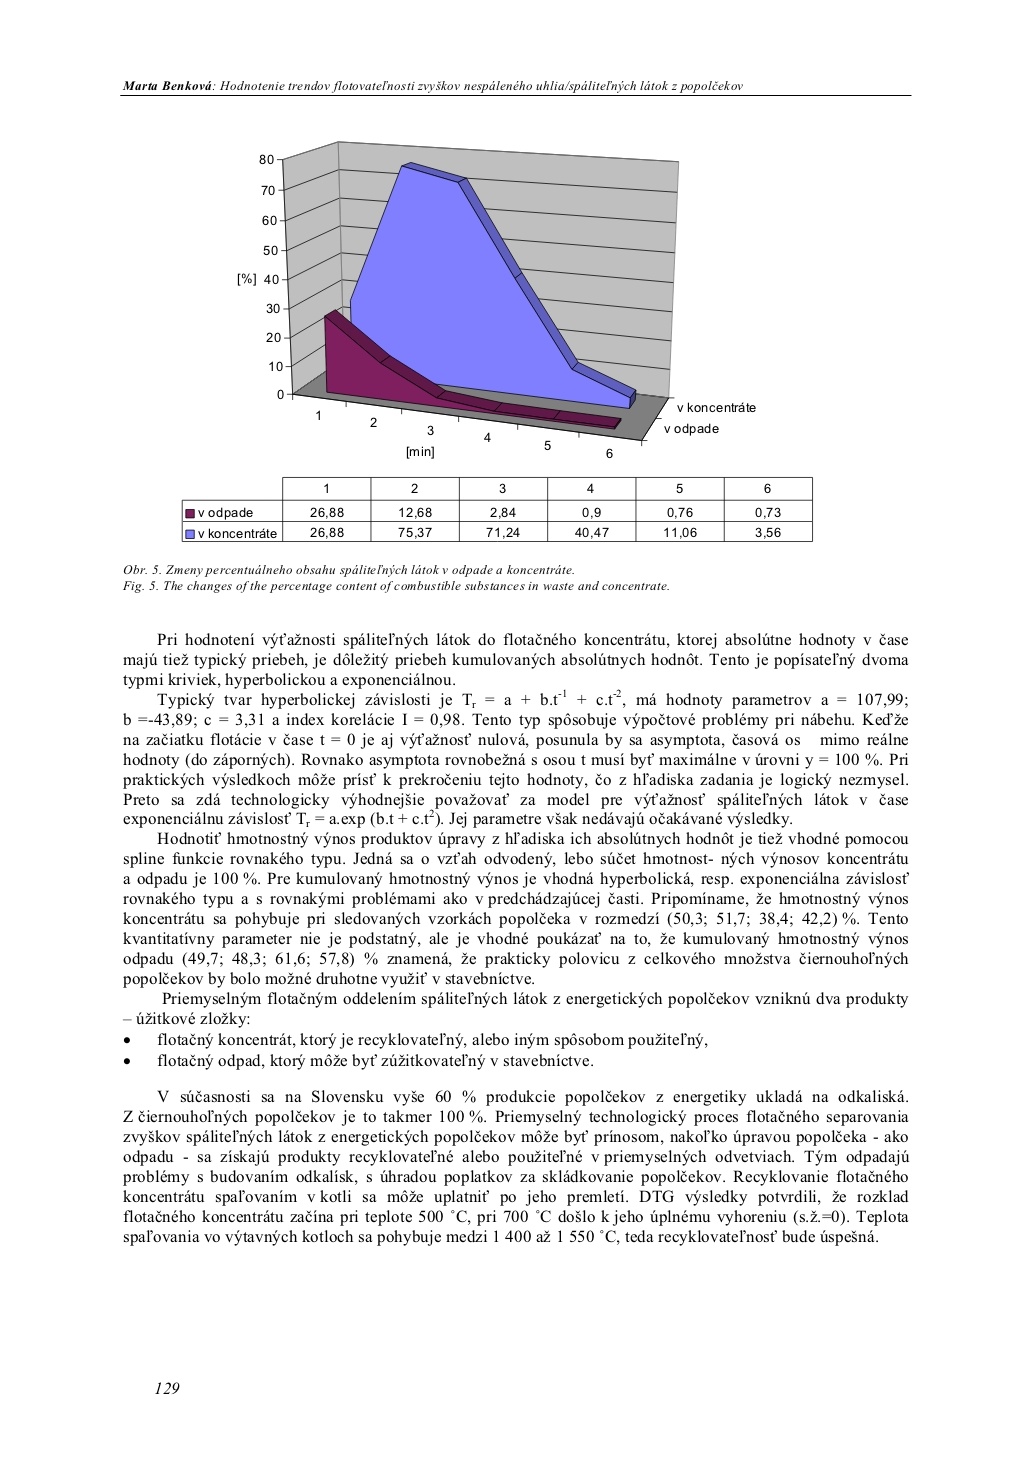 Marta Benková: Hodnotenie trendov flotovateľnosti zvyškov nespáleného uhlia/spáliteľných látok z popolčekov
80
70
60
50
[%] 40
30
20
10
0
1
2
3
4
5
6
[min]
v koncentráte
v odpade
1 2 3 4 5 6
v odpade 26,88 12,68 2,84 0,9 0,76 0,73
v koncentráte 26,88 75,37 71,24 40,47 11,06 3,56
Obr. 5. Zmeny percentuálneho obsahu spáliteľných látok v odpade a koncentráte.
Fig. 5. The changes of the percentage content of combustible substances in waste and concentrate.
Pri hodnotení výťažnosti spáliteľných látok do flotačného koncentrátu, ktorej absolútne hodnoty v čase
majú tiež typický priebeh, je dôležitý priebeh kumulovaných absolútnych hodnôt. Tento je popísateľný dvoma
typmi kriviek, hyperbolickou a exponenciálnou.
Typický tvar hyperbolickej závislosti je Tr = a + b.t-1 + c.t-2, má hodnoty parametrov a = 107,99;
b =-43,89; c = 3,31 a index korelácie I = 0,98. Tento typ spôsobuje výpočtové problémy pri nábehu. Keďže
na začiatku flotácie v čase t = 0 je aj výťažnosť nulová, posunula by sa asymptota, časová os mimo reálne
hodnoty (do záporných). Rovnako asymptota rovnobežná s osou t musí byť maximálne v úrovni y = 100 %. Pri
praktických výsledkoch môže prísť k prekročeniu tejto hodnoty, čo z hľadiska zadania je logický nezmysel.
Preto sa zdá technologicky výhodnejšie považovať za model pre výťažnosť spáliteľných látok v čase
exponenciálnu závislosť Tr = a.exp (b.t + c.t2). Jej parametre však nedávajú očakávané výsledky.
Hodnotiť hmotnostný výnos produktov úpravy z hľadiska ich absolútnych hodnôt je tiež vhodné pomocou
spline funkcie rovnakého typu. Jedná sa o vzťah odvodený, lebo súčet hmotnost- ných výnosov koncentrátu
a odpadu je 100 %. Pre kumulovaný hmotnostný výnos je vhodná hyperbolická, resp. exponenciálna závislosť
rovnakého typu a s rovnakými problémami ako v predchádzajúcej časti. Pripomíname, že hmotnostný výnos
koncentrátu sa pohybuje pri sledovaných vzorkách popolčeka v rozmedzí (50,3; 51,7; 38,4; 42,2) %. Tento
kvantitatívny parameter nie je podstatný, ale je vhodné poukázať na to, že kumulovaný hmotnostný výnos
odpadu (49,7; 48,3; 61,6; 57,8) % znamená, že prakticky polovicu z celkového množstva čiernouhoľných
popolčekov by bolo možné druhotne využiť v stavebníctve.
Priemyselným flotačným oddelením spáliteľných látok z energetických popolčekov vzniknú dva produkty
– úžitkové zložky:
• flotačný koncentrát, ktorý je recyklovateľný, alebo iným spôsobom použiteľný,
• flotačný odpad, ktorý môže byť zúžitkovateľný v stavebníctve.
V súčasnosti sa na Slovensku vyše 60 % produkcie popolčekov z energetiky ukladá na odkaliská.
Z čiernouhoľných popolčekov je to takmer 100 %. Priemyselný technologický proces flotačného separovania
zvyškov spáliteľných látok z energetických popolčekov môže byť prínosom, nakoľko úpravou popolčeka - ako
odpadu - sa získajú produkty recyklovateľné alebo použiteľné v priemyselných odvetviach. Tým odpadajú
problémy s budovaním odkalísk, s úhradou poplatkov za skládkovanie popolčekov. Recyklovanie flotačného
koncentrátu spaľovaním v kotli sa môže uplatniť po jeho premletí. DTG výsledky potvrdili, že rozklad
flotačného koncentrátu začína pri teplote 500 ˚C, pri 700 ˚C došlo k jeho úplnému vyhoreniu (s.ž.=0). Teplota
spaľovania vo výtavných kotloch sa pohybuje medzi 1 400 až 1 550 ˚C, teda recyklovateľnosť bude úspešná.
129